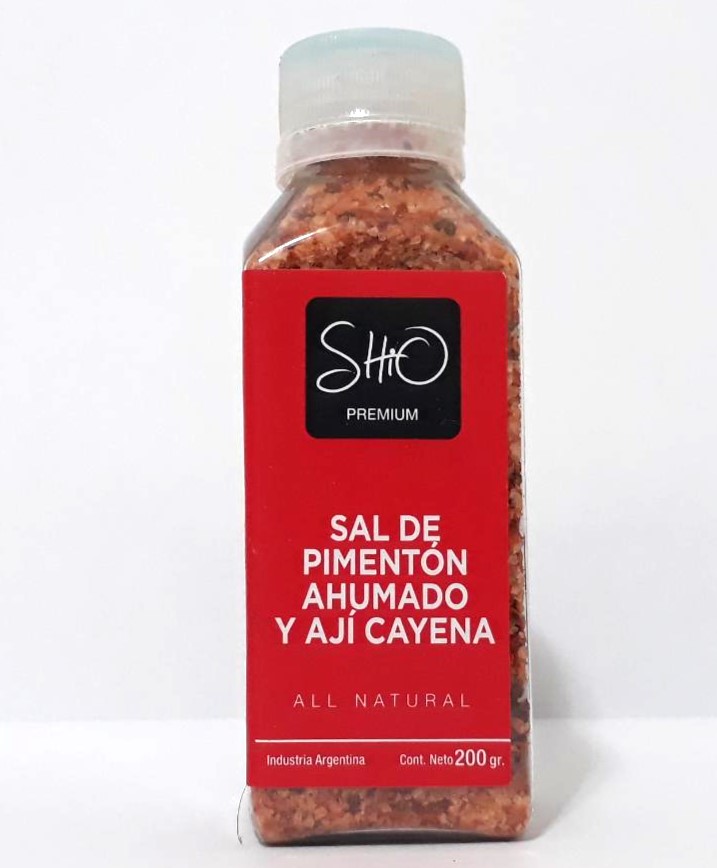 SHiO
PREMIUM
SAL DE
PIMENTÓN
AHUMADO
Y AJÍ CAYENA
ALL NATURAL
Industria Argentina Cont. Neto 200 gr.